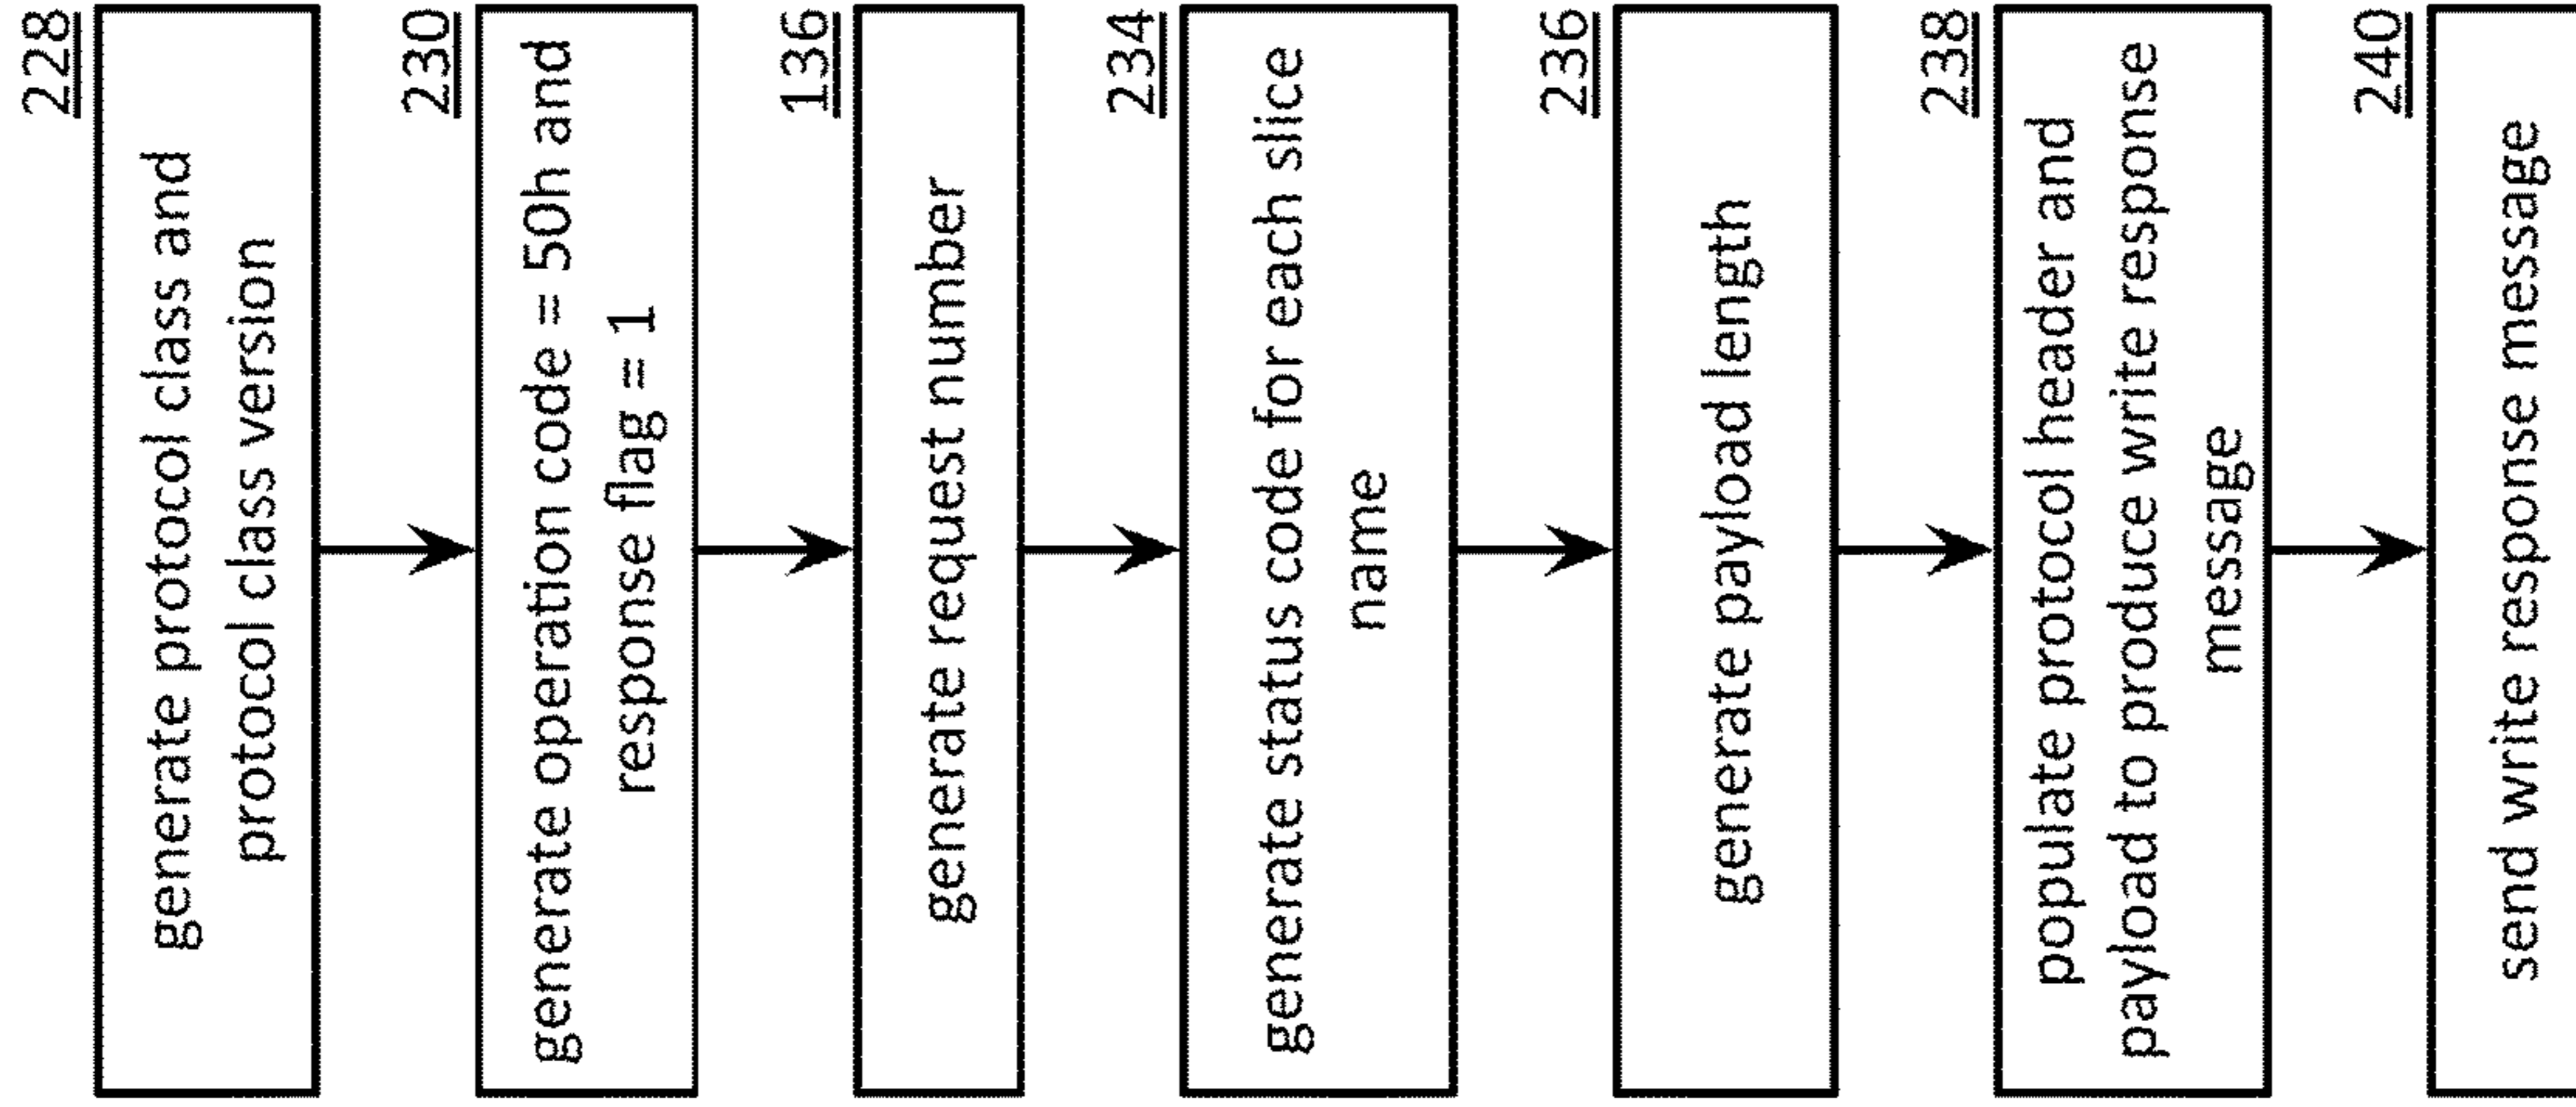 228
generate protocol class and
protocol class version
230
generate operation code = 50h and
response flag = 1
136
generate request number
234
generate status code for each slice
name
236
generate payload length
238
populate protocol header and
payload to produce write response
message
240
send write response message